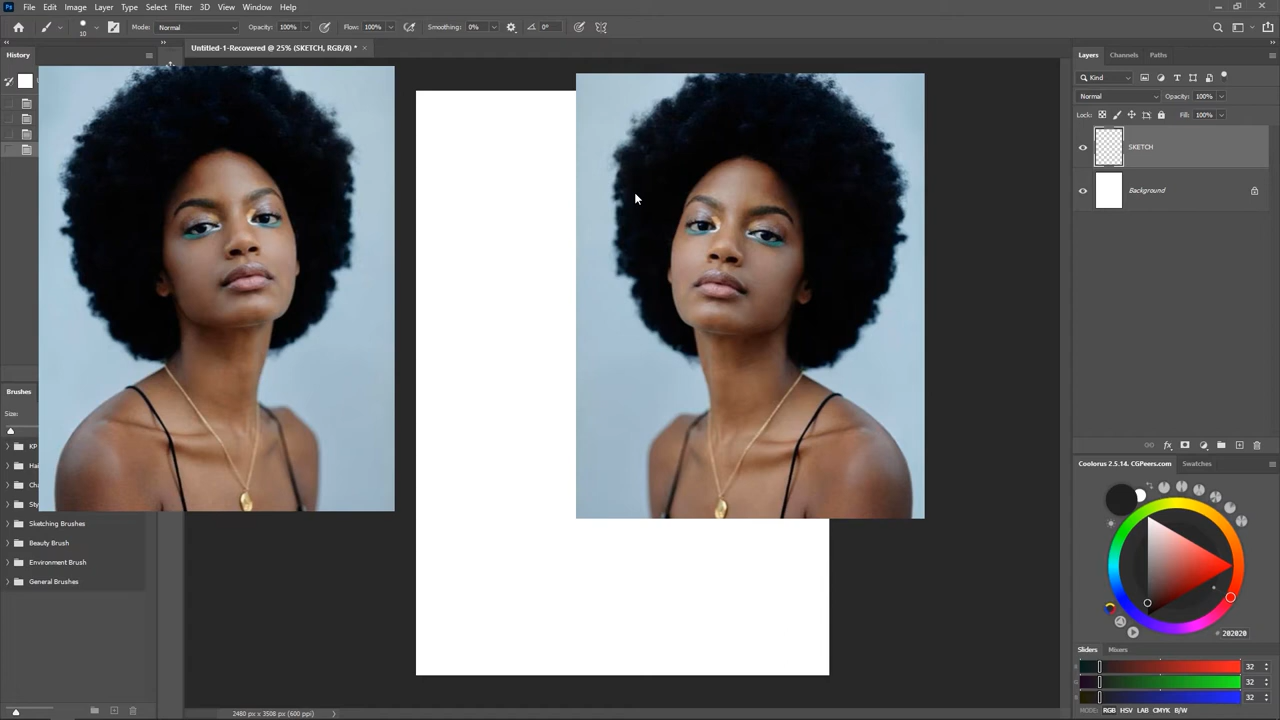 Ps File Edit Image Layer Type Select Filter 3D View Window Help
10 Mode: Normal Opacity: 100% Flow: 100% Smoothing: 0% 0°
History
Untitled-1-Recovered @ 25% (SKETCH, RGB/8) * ×
Layers Channels Paths
Kind
Normal Opacity: 100%
Lock: Fill: 100%
SKETCH
Background
Brushes
Size:
KP
Ha
Ch
Sty
Sketching Brushes
Beauty Brush
Environment Brush
General Brushes
Coolorus 2.5.14. CGPeers.com Swatches
# 202020
Sliders Mixers
32
32
32
MODE: RGB HSV LAB CMYK B/W
2480 px x 3508 px (600 ppi)